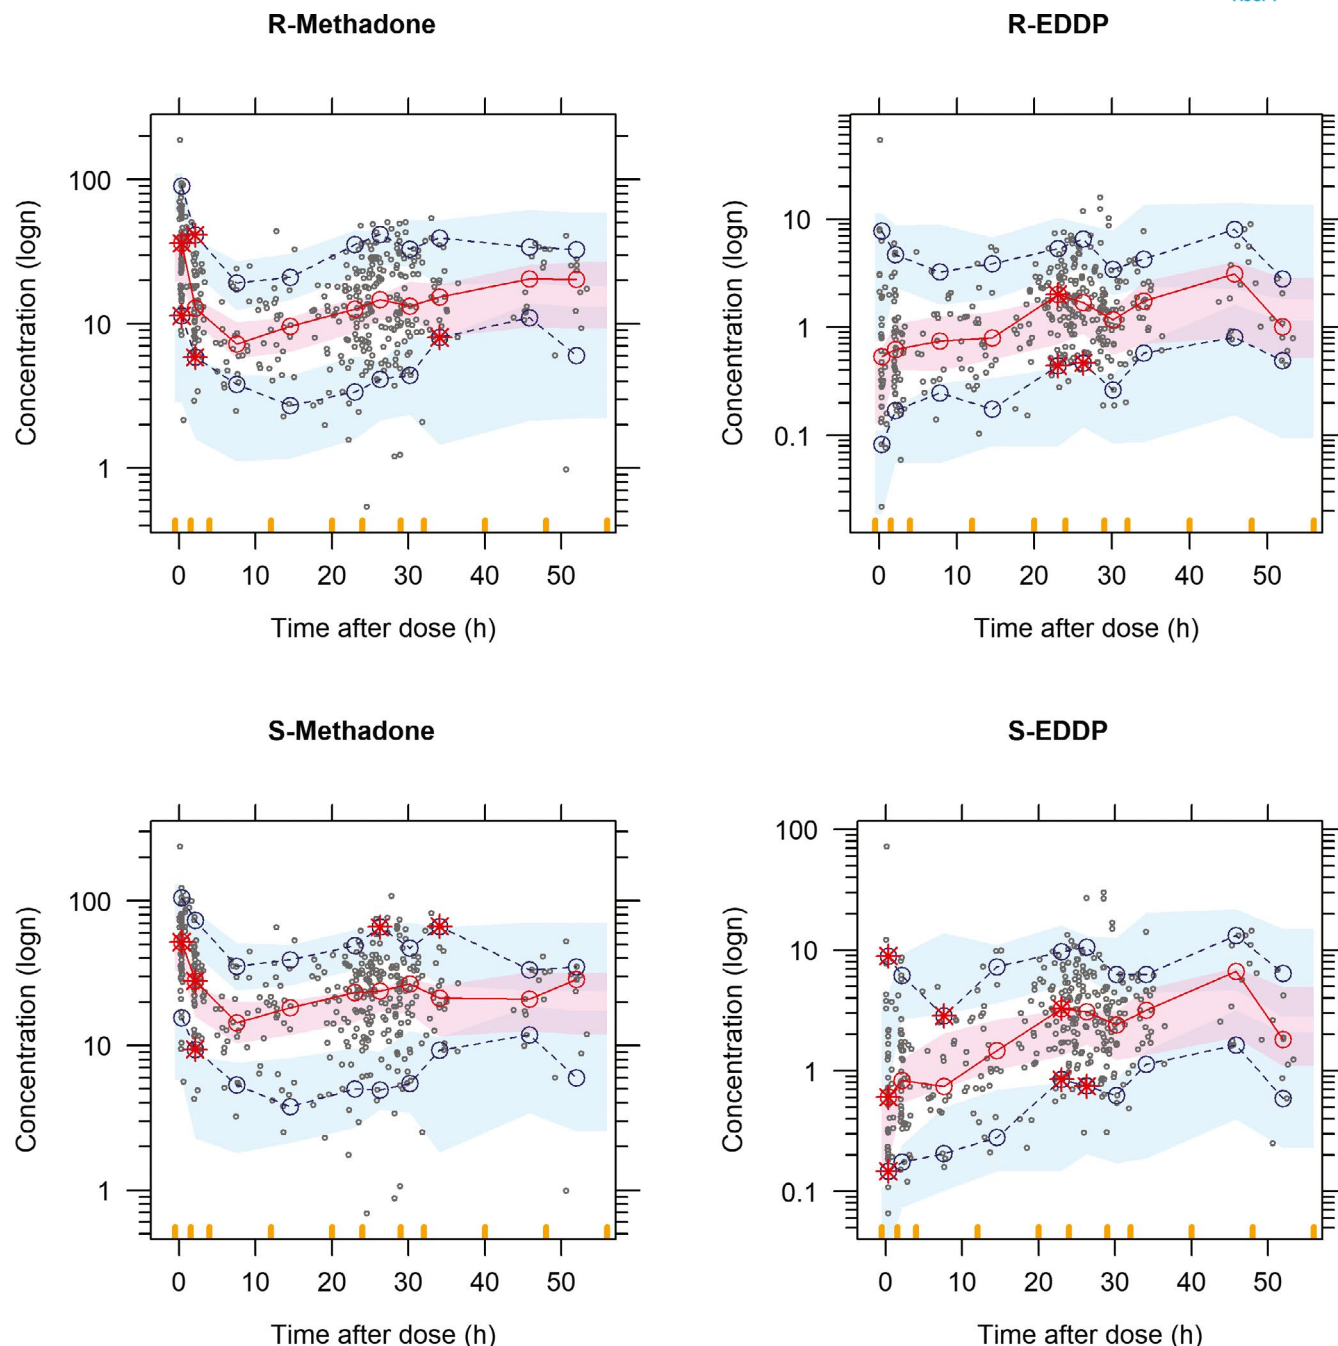 R-Methadone
R-EDDP
Concentration (logn)
100
10
1
0 10 20 30 40 50
Time after dose (h)
Concentration (logn)
10
1
0.1
0 10 20 30 40 50
Time after dose (h)
S-Methadone
S-EDDP
Concentration (logn)
100
10
1
0 10 20 30 40 50
Time after dose (h)
Concentration (logn)
100
10
1
0.1
0 10 20 30 40 50
Time after dose (h)